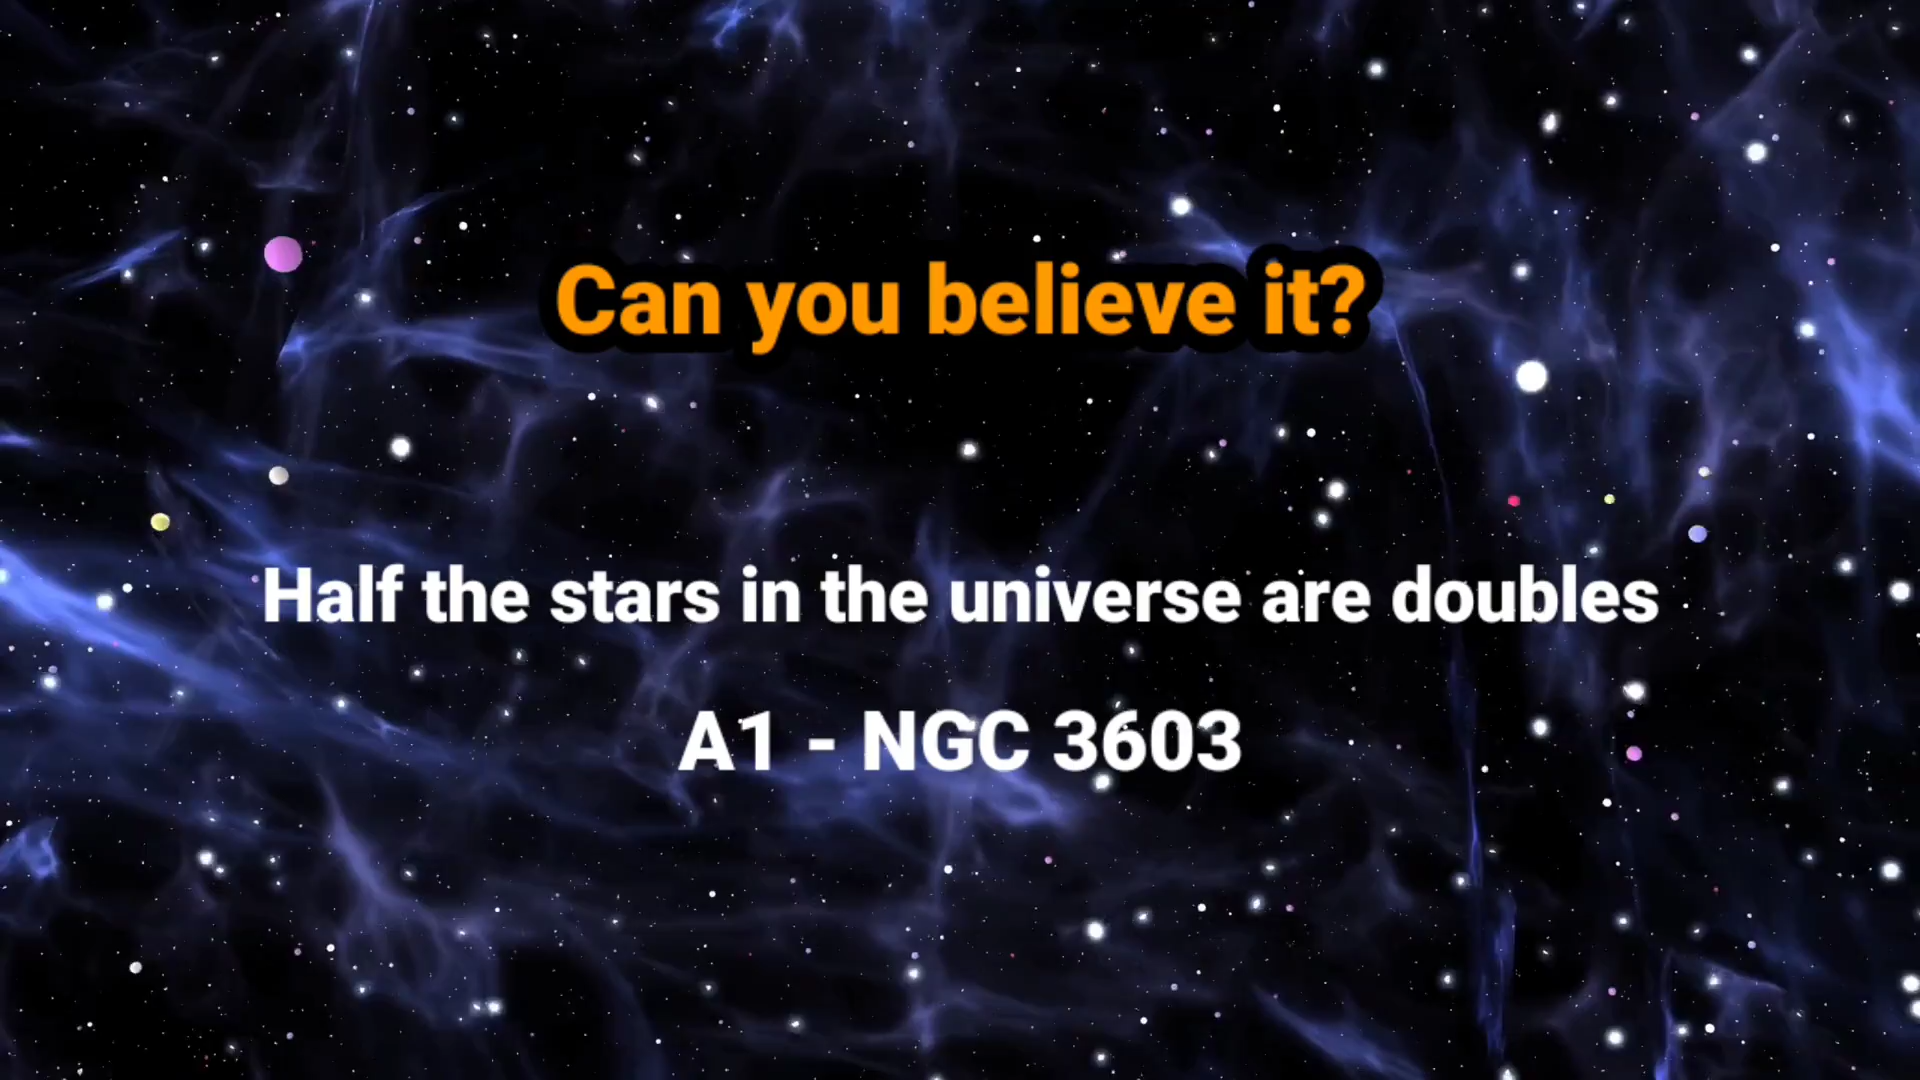 Can you believe it?
Half the stars in the universe are doubles
A1 - NGC 3603